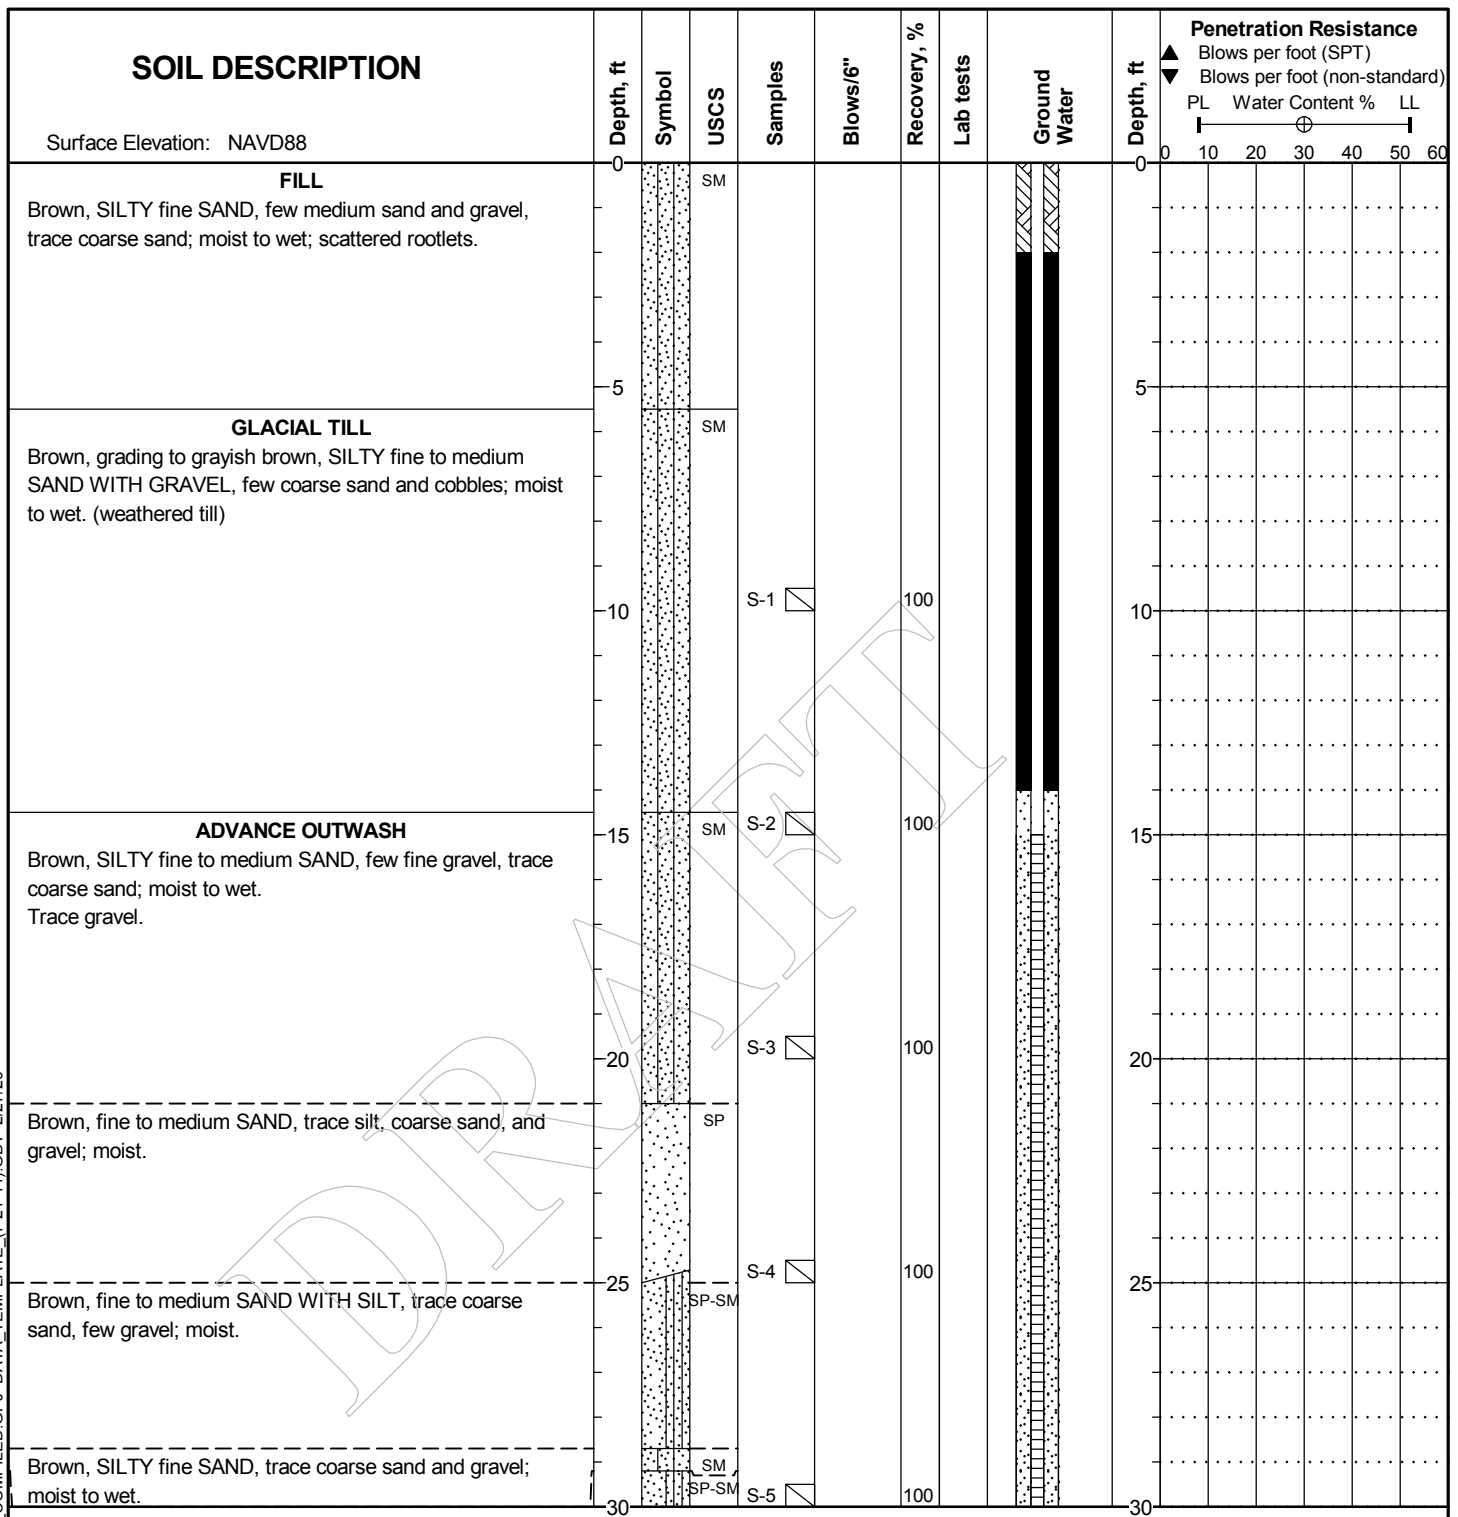 SOIL DESCRIPTION
Surface Elevation: NAVD88
Depth, ft
Symbol
USCS
Samples
Blows/6"
Recovery, %
Lab tests
Ground
Water
Depth, ft
Penetration Resistance
Blows per foot (SPT)
Blows per foot (non-standard)
PL Water Content % LL
0 10 20 30 40 50 60
0 0
FILL SM
Brown, SILTY fine SAND, few medium sand and gravel,
trace coarse sand; moist to wet; scattered rootlets.
5 5
GLACIAL TILL SM
Brown, grading to grayish brown, SILTY fine to medium
SAND WITH GRAVEL, few coarse sand and cobbles; moist
to wet. (weathered till)
S-1 100
10 10
ADVANCE OUTWASH SM S-2 100
15 15
Brown, SILTY fine to medium SAND, few fine gravel, trace
coarse sand; moist to wet.
Trace gravel.
S-3 100
20 20
Brown, fine to medium SAND, trace silt, coarse sand, and SP
gravel; moist.
S-4 100
25 25
Brown, fine to medium SAND WITH SILT, trace coarse SP-SM
sand, few gravel; moist.
Brown, SILTY fine SAND, trace coarse sand and gravel; SM
moist to wet. SP-SM S-5 100
30 30
DRAFT